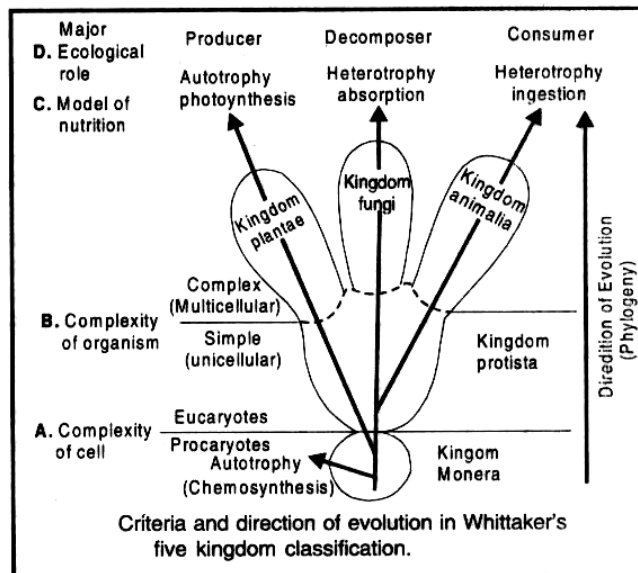 Major
D. Ecological
role
Producer
Decomposer
Consumer
C. Model of
nutrition
Autotrophy
photoynthesis
Heterotrophy
absorption
Heterotrophy
ingestion
Kingdom
plantae
Kingdom
fungi
Kingdom
animalia
Complex
(Multicellular)
B. Complexity
of organism
Simple
(unicellular)
Kingdom
protista
Eucaryotes
A. Complexity
of cell
Procaryotes
Autotrophy
(Chemosynthesis)
Kingom
Monera
Diredition of Evolution
(Phylogeny)
Criteria and direction of evolution in Whittaker's
five kingdom classification.